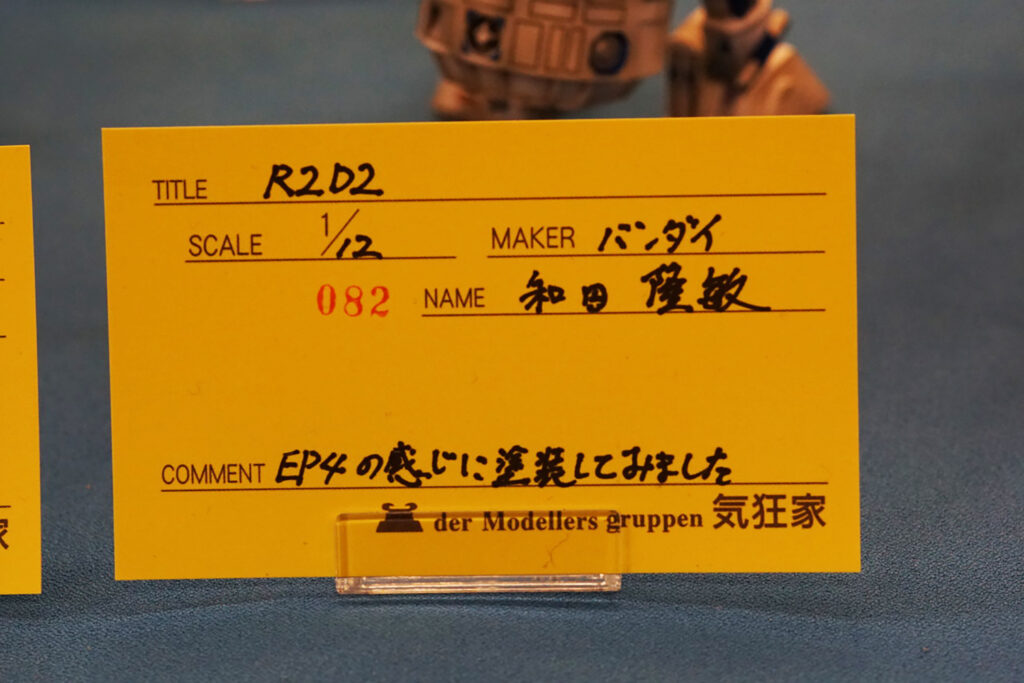 TITLE R2D2
SCALE 1/12 MAKER バンダイ
082 NAME 和田 隆敏
COMMENT EP4の感じに塗装してみました
der Modellers gruppen 気狂家
家